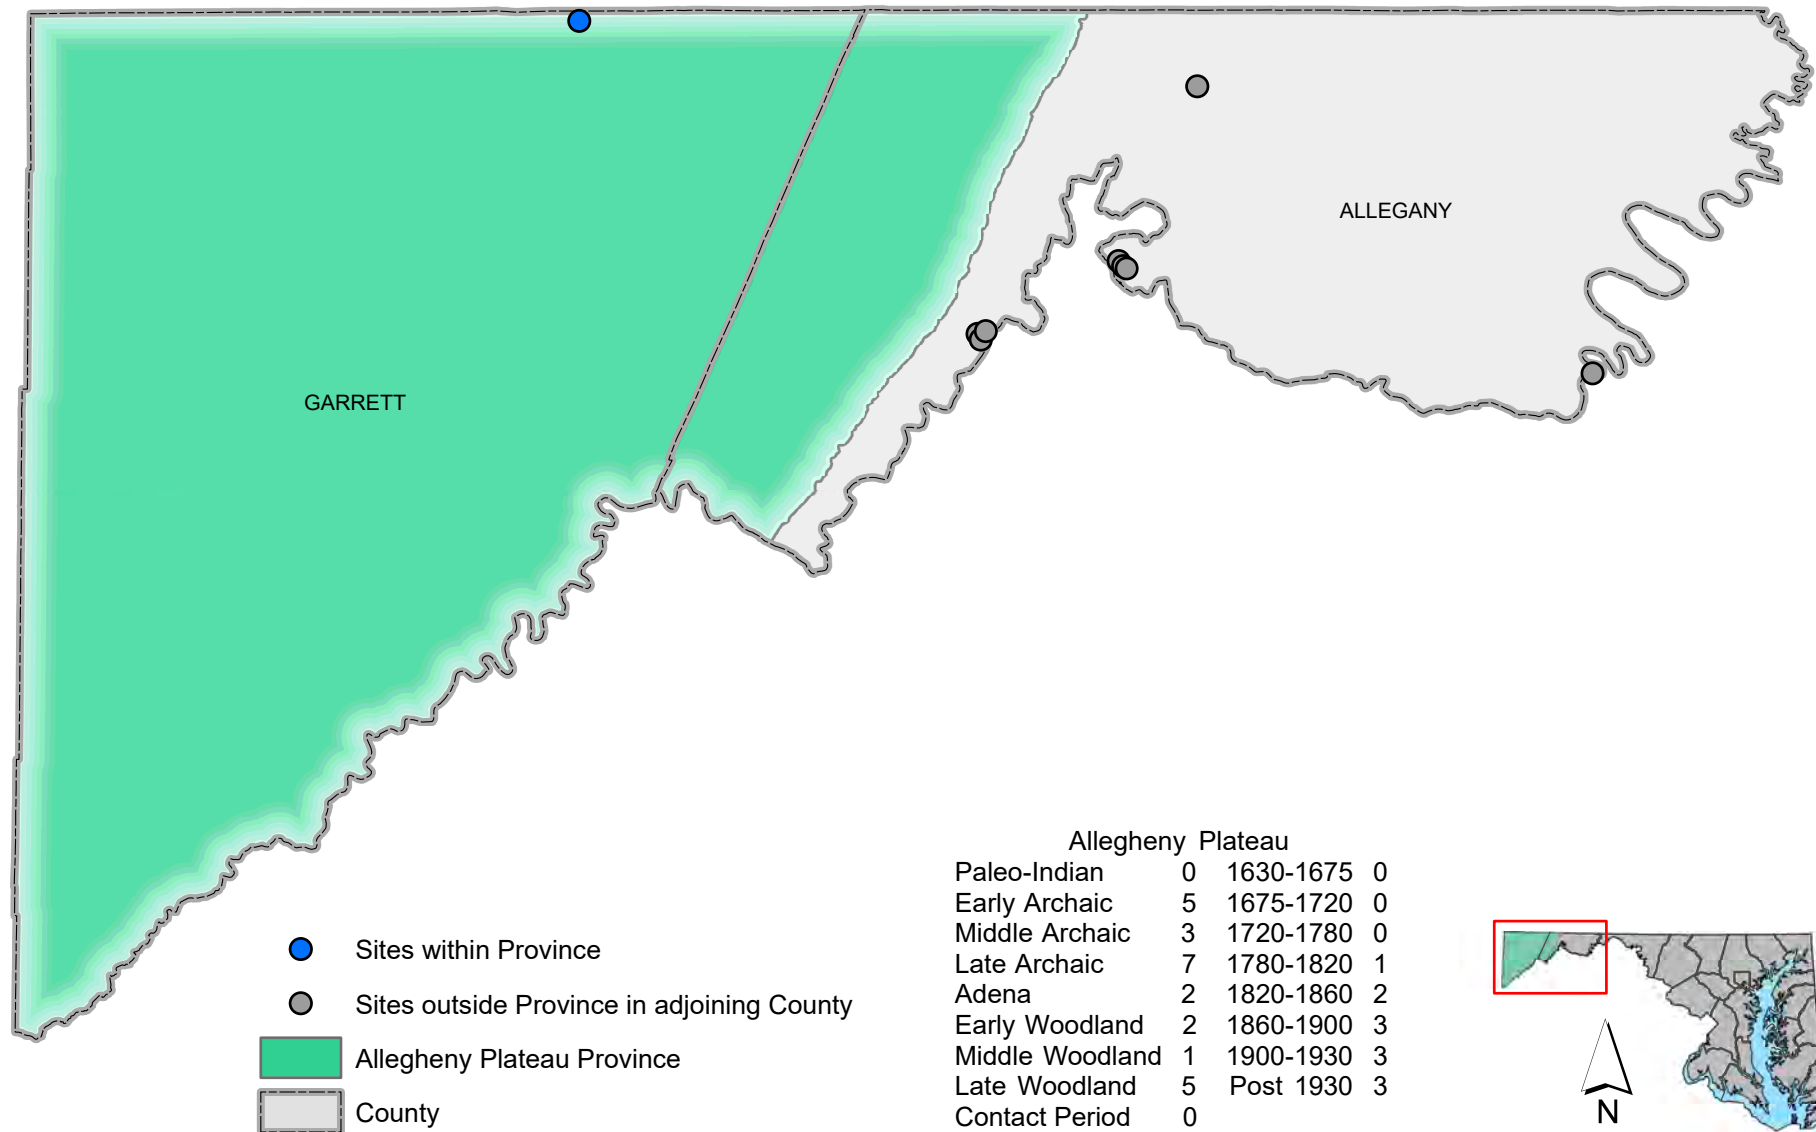 ALLEGANY
GARRETT
Allegheny Plateau
Paleo-Indian 0 1630-1675 0
Early Archaic 5 1675-1720 0
Middle Archaic 3 1720-1780 0
Late Archaic 7 1780-1820 1
Adena 2 1820-1860 2
Early Woodland 2 1860-1900 3
Middle Woodland 1 1900-1930 3
Late Woodland 5 Post 1930 3
Contact Period 0
Sites within Province
Sites outside Province in adjoining County
Allegheny Plateau Province
County
N